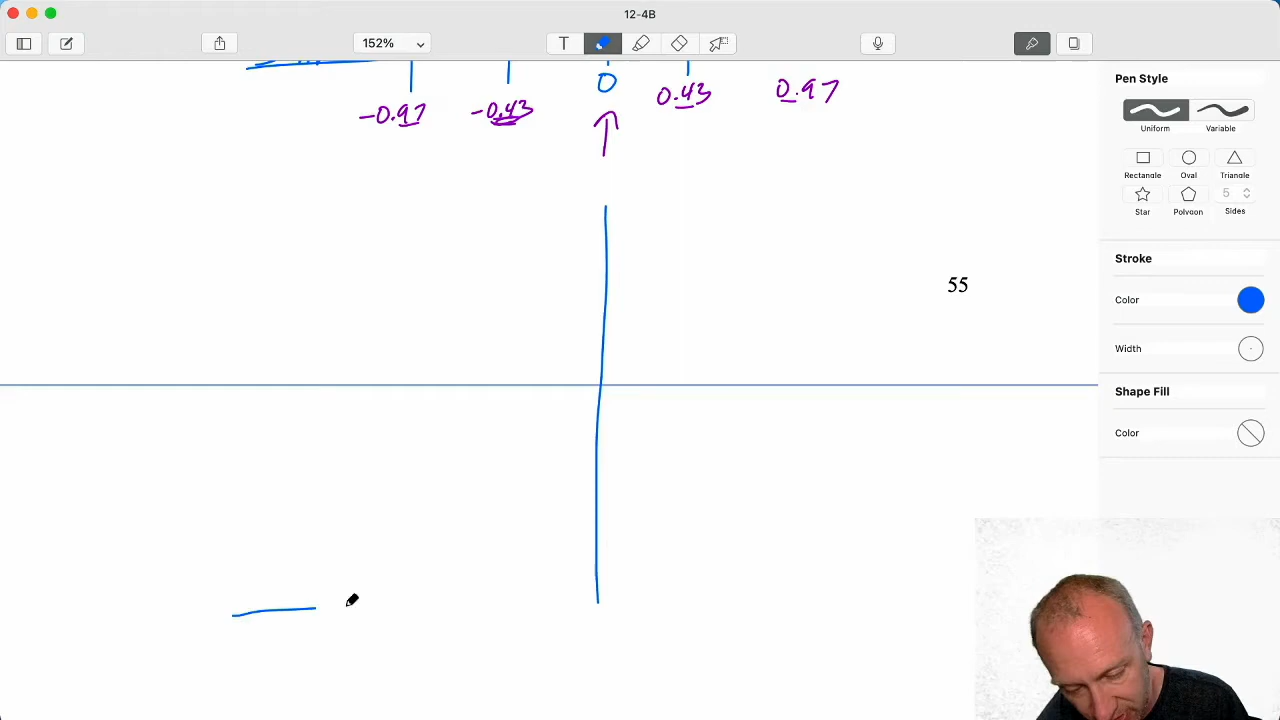 12-4B
152%
T
Pen Style
Uniform
Variable
Rectangle
Oval
Triangle
5
Star
Polygon
Sides
Stroke
Color
Width
Shape Fill
Color
0
-0.97
-0.43
0.43
0.97
55